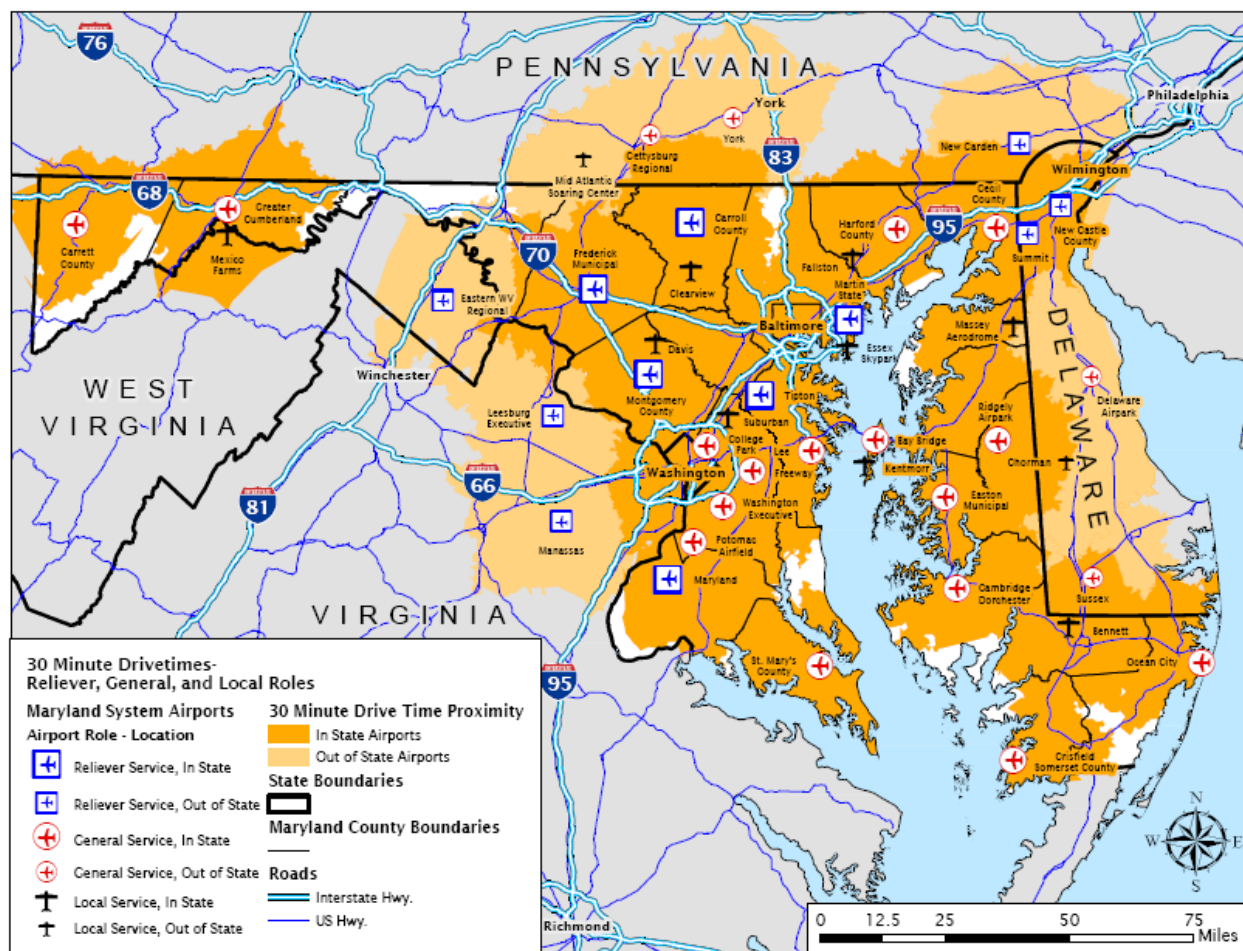 76
PENNSYLVANIA
Philadelphia
York
York
Gettysburg
Regional
83
New Garden
Mid Atlantic
Soaring Center
Wilmington
68
Greater
Cumberland
Garrett
County
Mexico
Farms
Carroll
County
Harford
County
95
Cecil
County
New Castle
County
Summit
70
Frederick
Municipal
Clearview
Fallston
Martin
State
Eastern WV
Regional
Baltimore
Essex
Skypark
Massey
Aerodrome
DELAWARE
WEST
VIRGINIA
Winchester
Davis
Montgomery
County
Tipton
Suburban
Leesburg
Executive
College
Park
Lee
Freeway
Bay Bridge
Kentmorr
Ridgely
Airpark
Delaware
Airpark
Chorman
Washington
66
81
Washington
Executive
Easton
Municipal
Manassas
Potomac
Airfield
Maryland
Cambridge
Dorchester
Sussex
VIRGINIA
Bennett
Ocean City
St. Mary's
County
95
Crisfield
Somerset County
Richmond
30 Minute Drivetimes-
Reliever, General, and Local Roles
Maryland System Airports
Airport Role - Location
Reliever Service, In State
Reliever Service, Out of State
General Service, In State
General Service, Out of State
Local Service, In State
Local Service, Out of State
30 Minute Drive Time Proximity
In State Airports
Out of State Airports
State Boundaries
Maryland County Boundaries
Roads
Interstate Hwy.
US Hwy.
N
W E
S
0 12.5 25 50 75
Miles